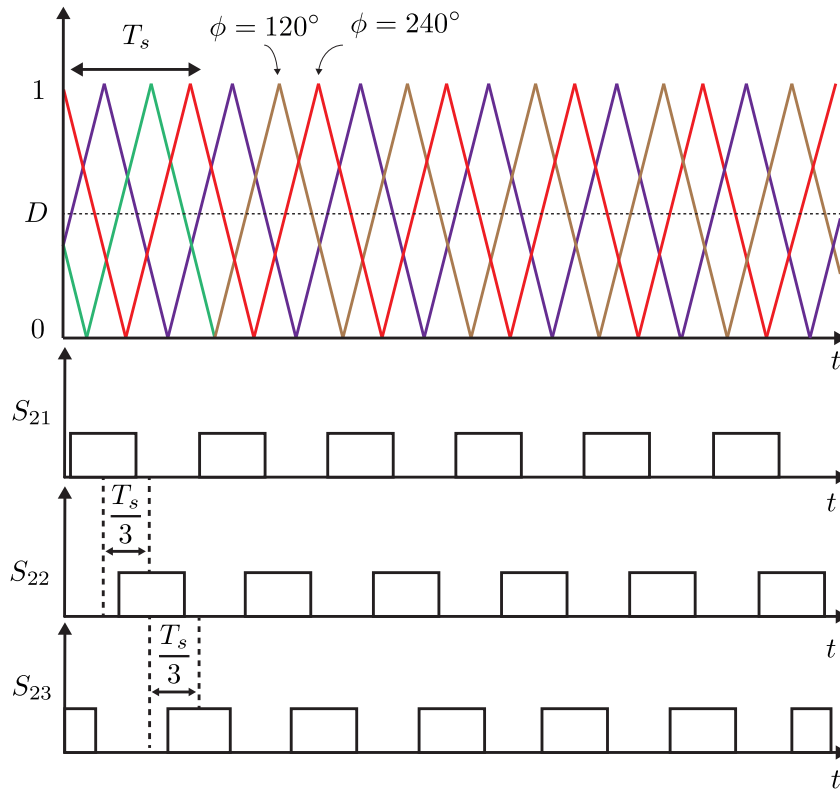 T_s
ϕ = 120°
ϕ = 240°
1
D
0
t
S_21
t
T_s/3
S_22
t
T_s/3
S_23
t